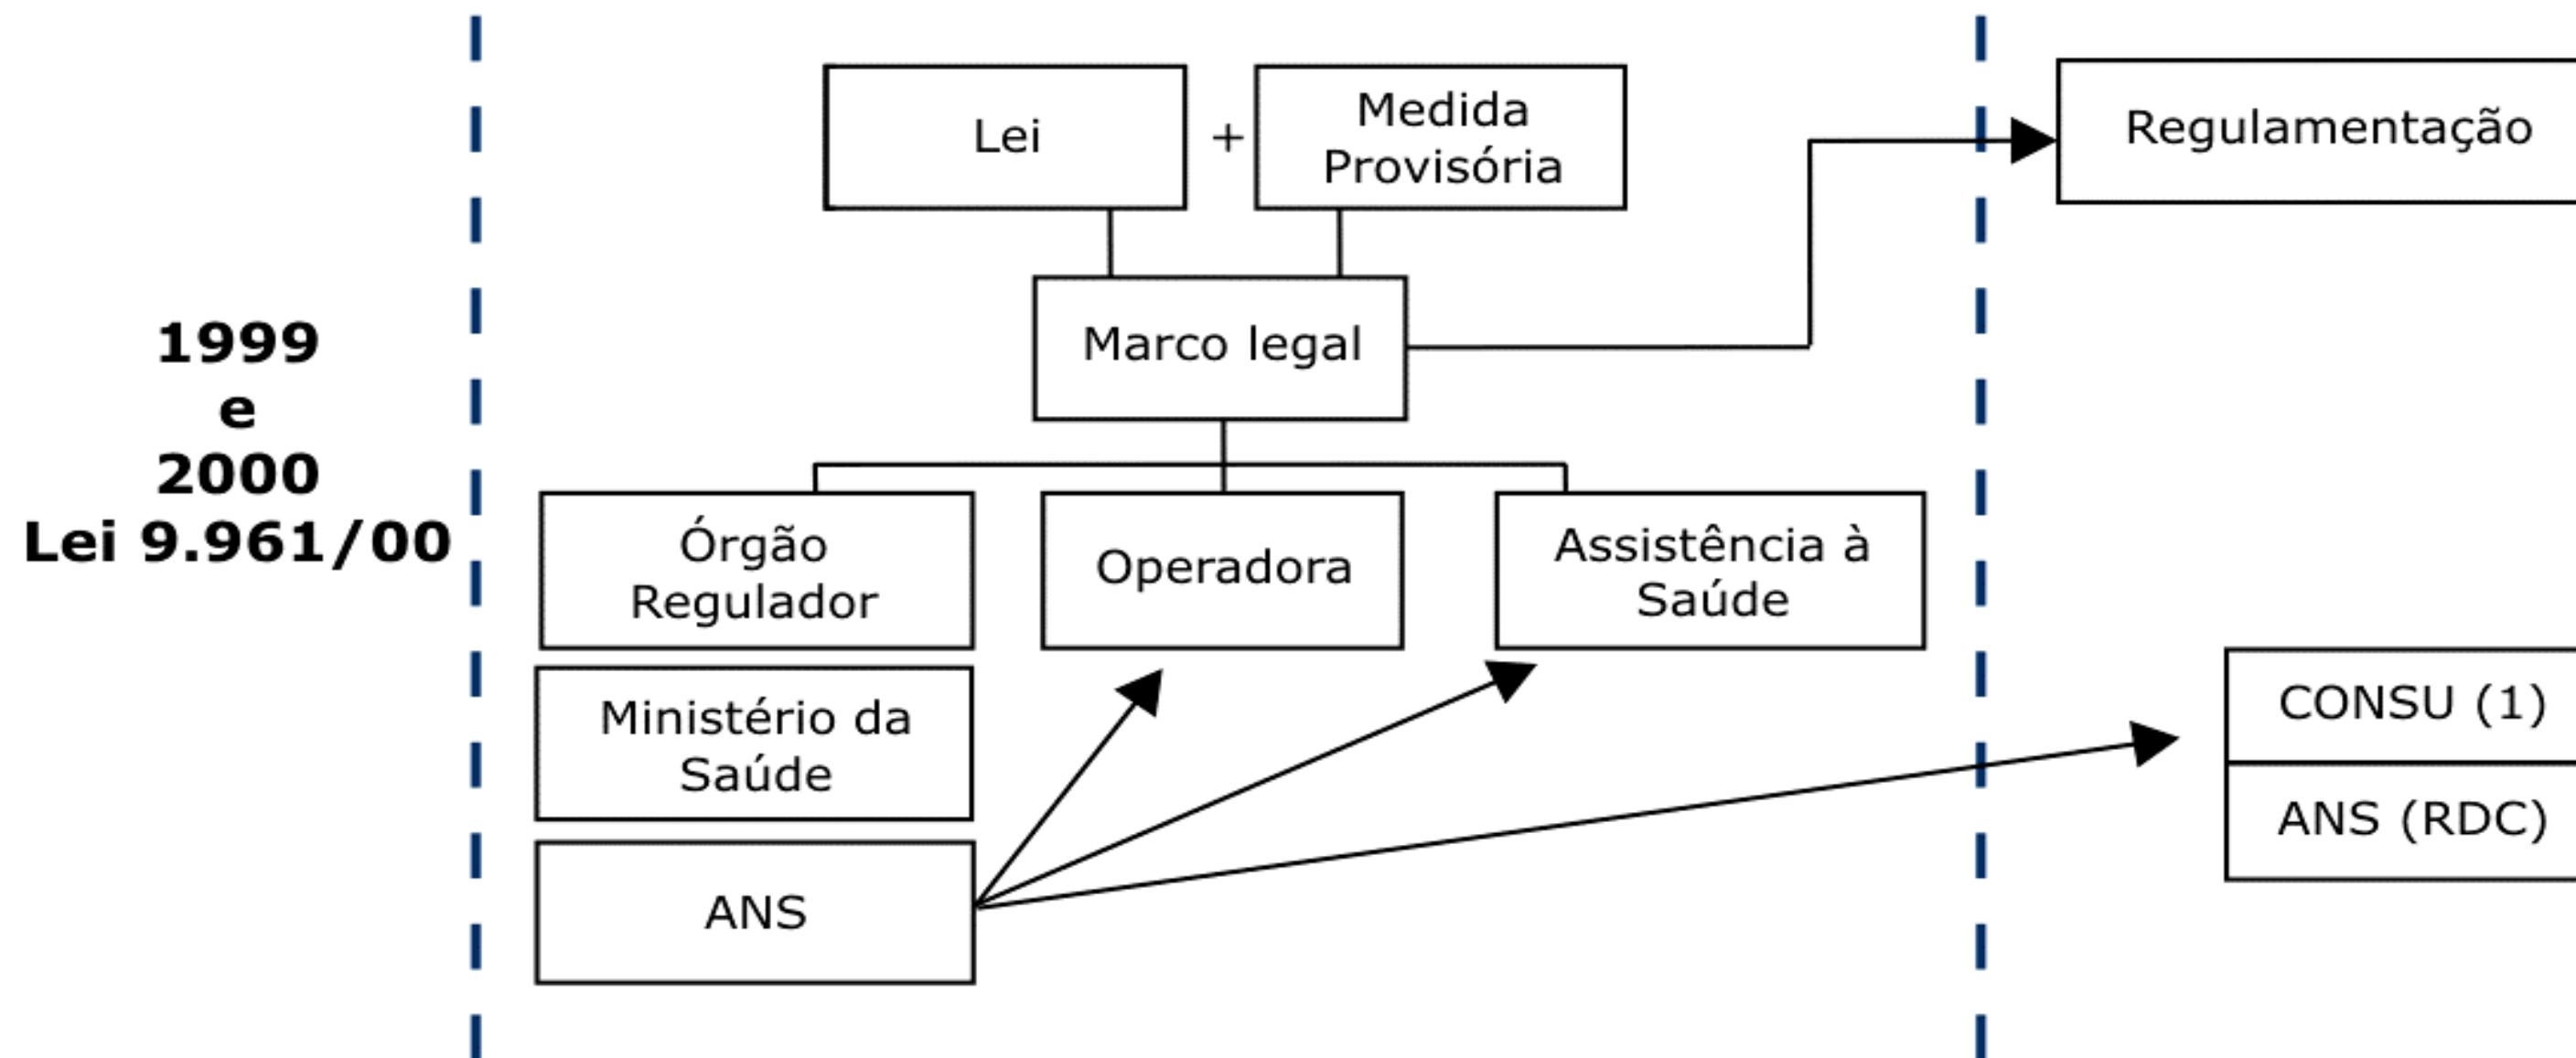 1999
e
2000
Lei 9.961/00
Lei
+
Medida
Provisória
Marco legal
Regulamentação
Órgão
Regulador
Operadora
Assistência à
Saúde
Ministério da
Saúde
ANS
CONSU (1)
ANS (RDC)